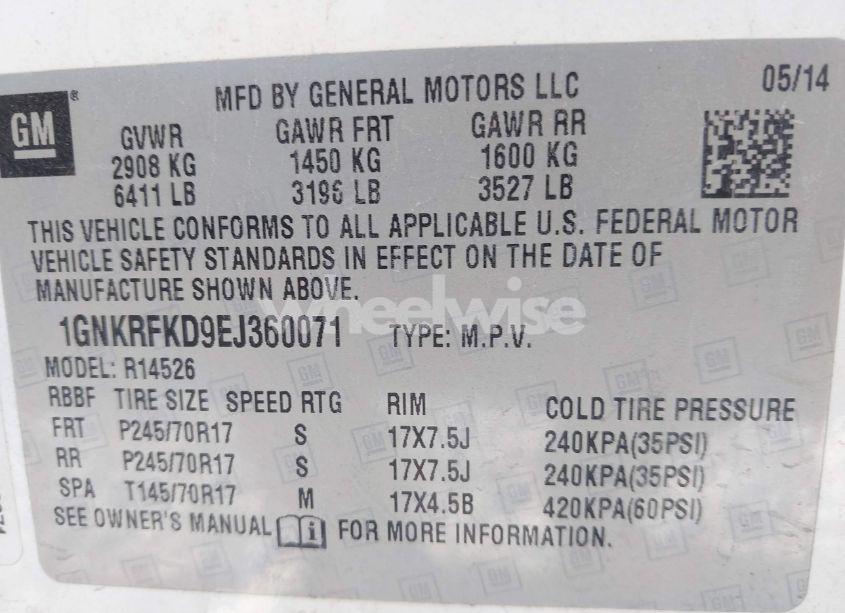 MFD BY GENERAL MOTORS LLC 05/14
GM ®
GVWR GAWR FRT GAWR RR
2908 KG 1450 KG 1600 KG
6411 LB 3196 LB 3527 LB
THIS VEHICLE CONFORMS TO ALL APPLICABLE U.S. FEDERAL MOTOR
VEHICLE SAFETY STANDARDS IN EFFECT ON THE DATE OF
MANUFACTURE SHOWN ABOVE.
wheelwise
1GNKRFKD9EJ360071 TYPE: M.P.V.
MODEL: R14526
RBBF TIRE SIZE SPEED RTG RIM COLD TIRE PRESSURE
FRT P245/70R17 S 17X7.5J 240KPA(35PSI)
RR P245/70R17 S 17X7.5J 240KPA(35PSI)
SPA T145/70R17 M 17X4.5B 420KPA(60PSI)
SEE OWNER'S MANUAL i FOR MORE INFORMATION.